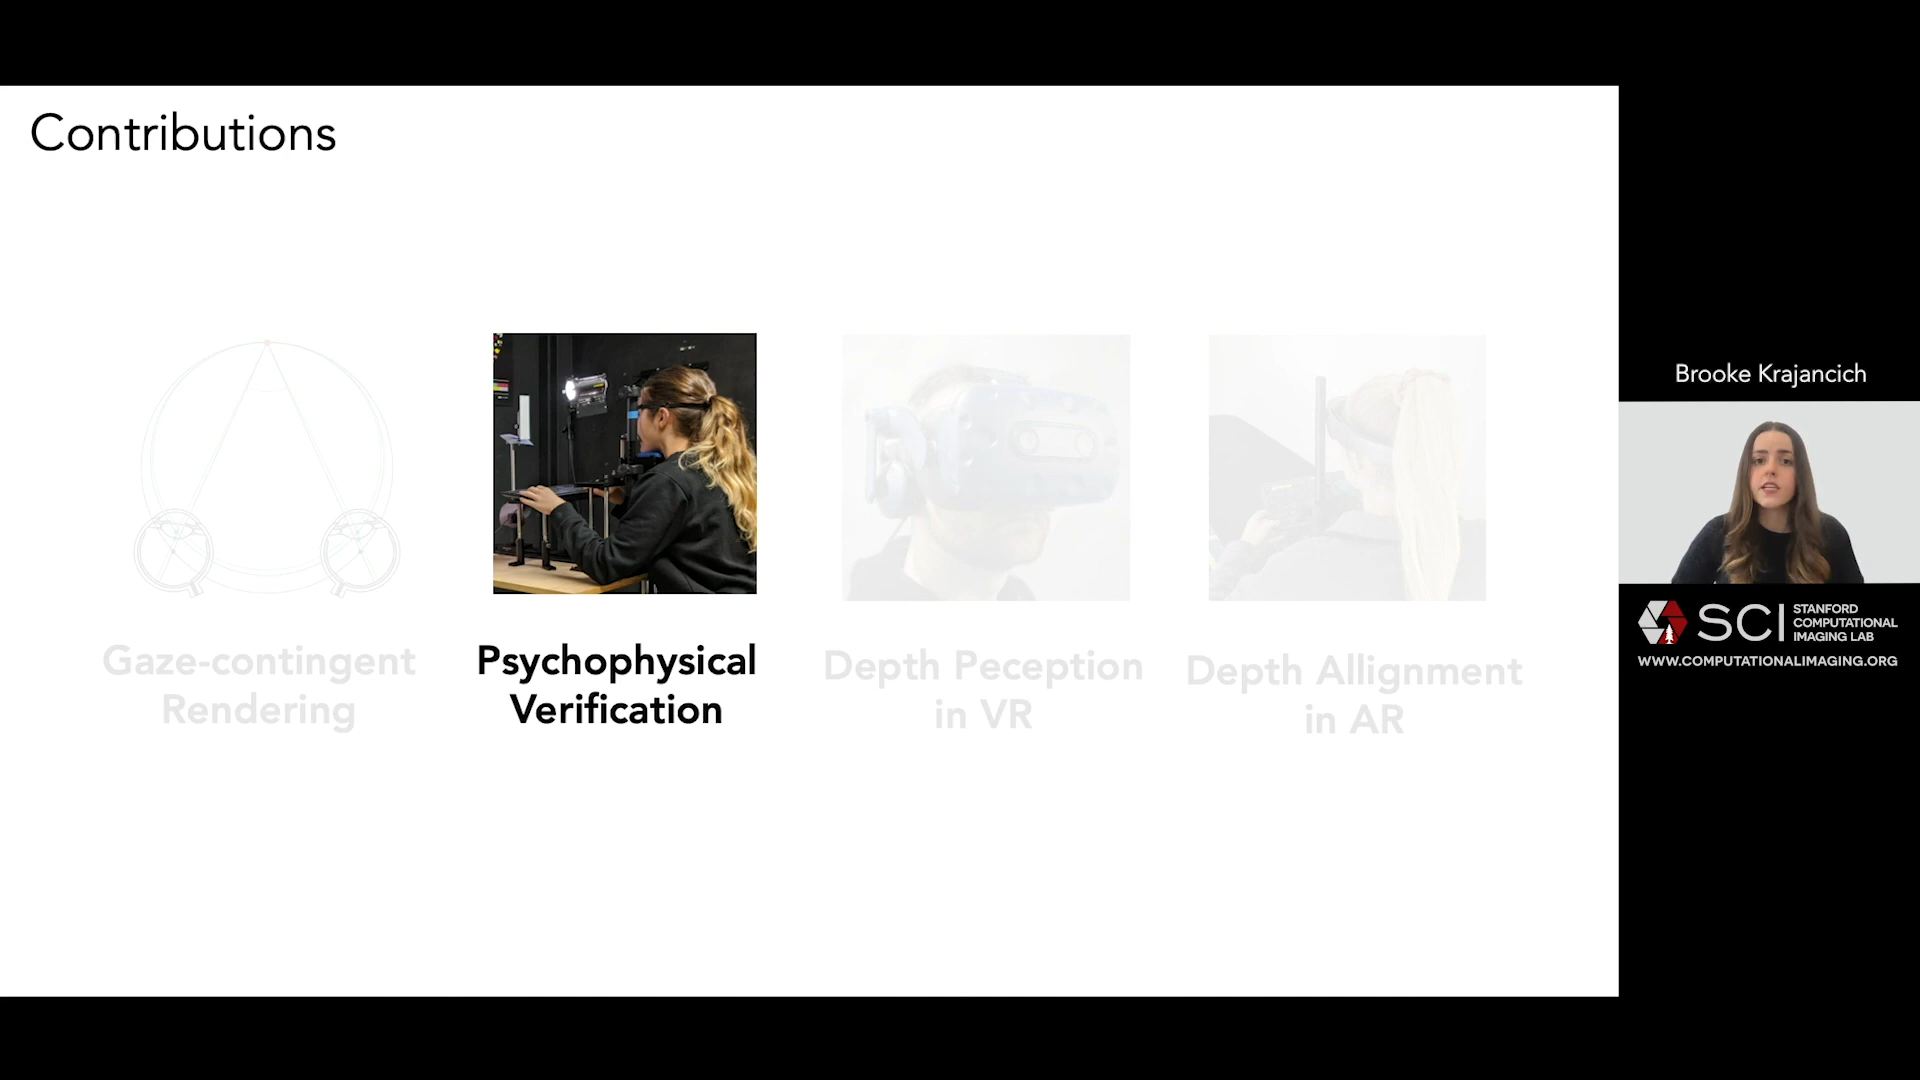 Contributions
Gaze-contingent
Rendering
Psychophysical
Verification
Depth Peception
in VR
Depth Allignment
in AR
Brooke Krajancich
SCI
STANFORD
COMPUTATIONAL
IMAGING LAB
WWW.COMPUTATIONALIMAGING.ORG